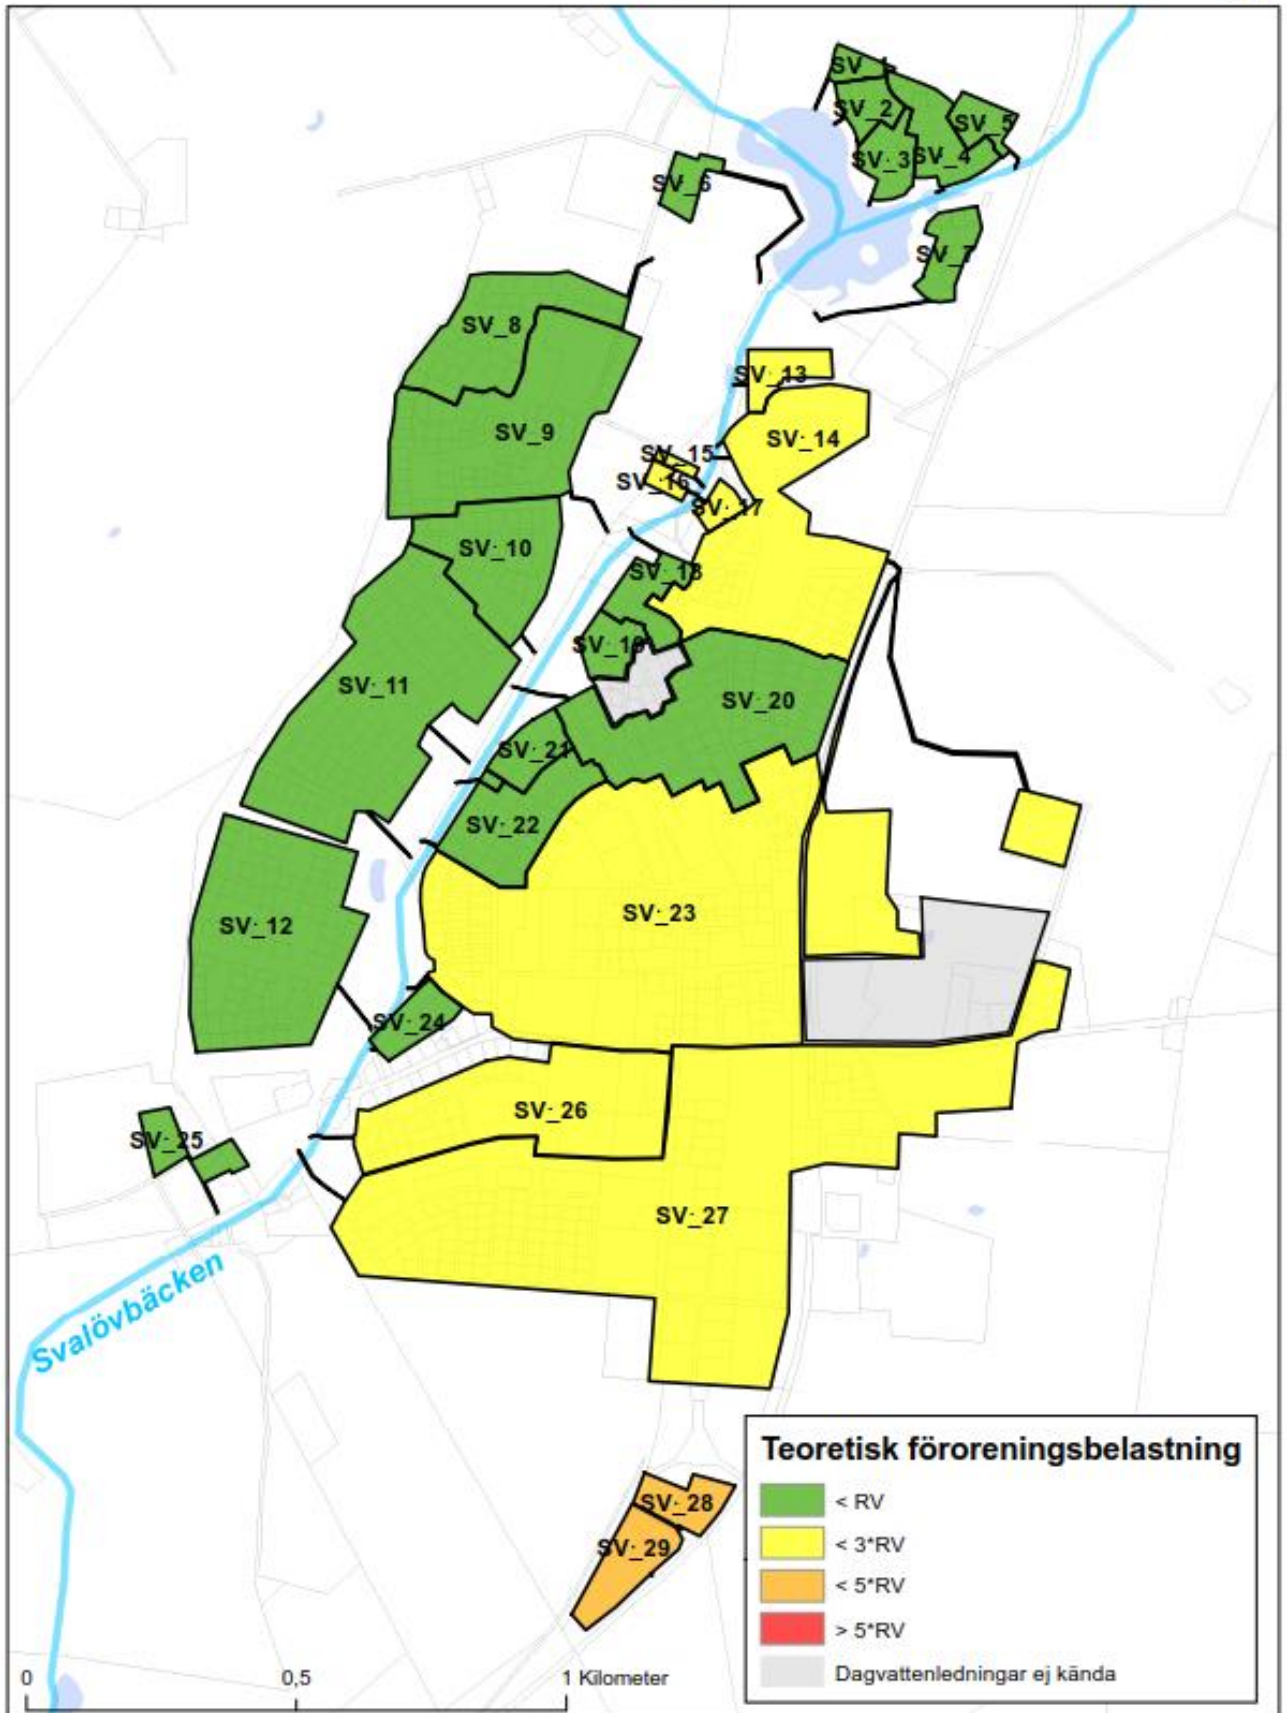 SV_1
SV_2
SV_5
SV_3
SV_4
SV_6
SV_7
SV_8
SV_13
SV_9
SV_14
SV_15
SV_16
SV_17
SV_10
SV_18
SV_19
SV_11
SV_20
SV_21
SV_22
SV_23
SV_12
SV_24
SV_26
SV_25
SV_27
Svalövbäcken
Teoretisk föroreningsbelastning
< RV
SV_28
< 3*RV
SV_29
< 5*RV
> 5*RV
Dagvattenledningar ej kända
0 0,5 1 Kilometer